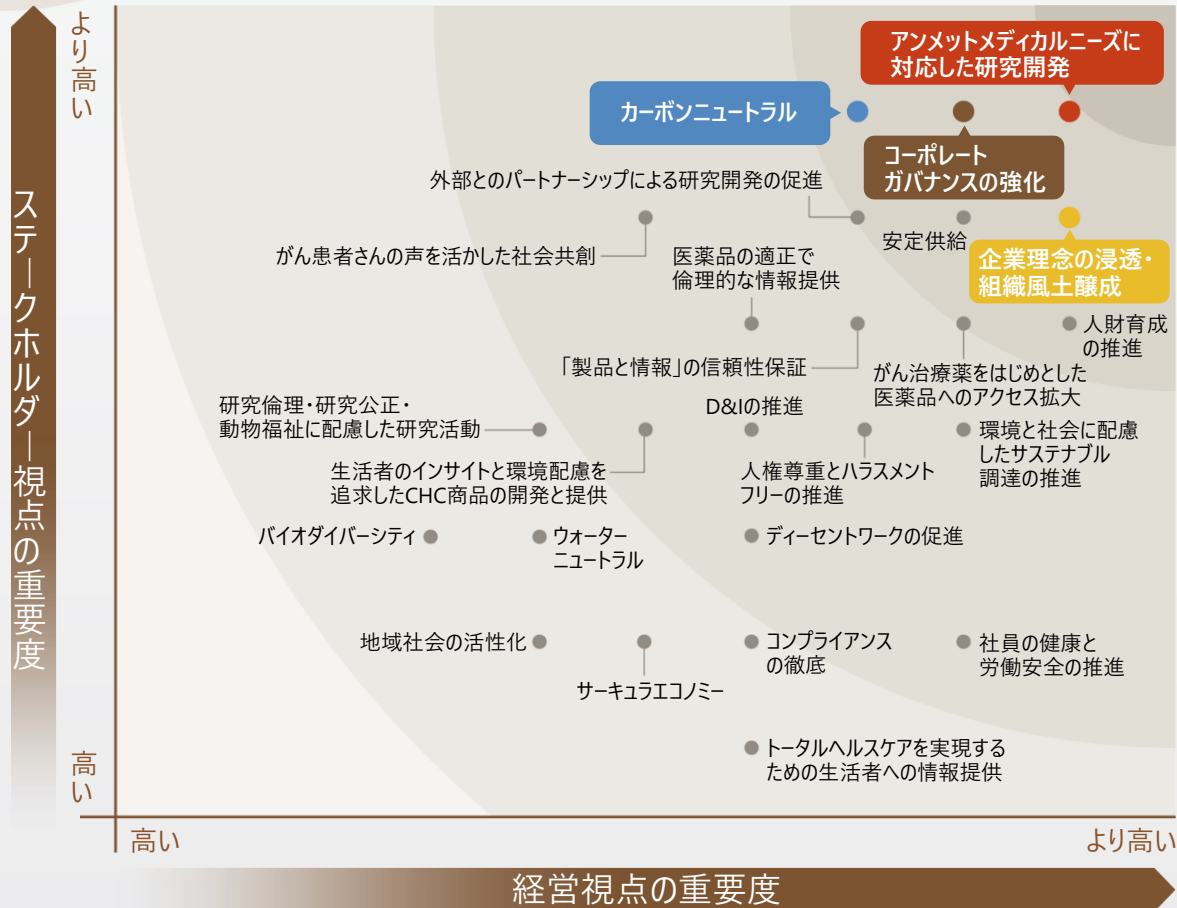 より高い
ステークホルダー視点の重要度
高い
アンメットメディカルニーズに
対応した研究開発
カーボンニュートラル
コーポレート
ガバナンスの強化
外部とのパートナーシップによる研究開発の促進
がん患者さんの声を活かした社会共創
医薬品の適正で
倫理的な情報提供
安定供給
企業理念の浸透・
組織風土醸成
人財育成
の推進
「製品と情報」の信頼性保証
がん治療薬をはじめとした
医薬品へのアクセス拡大
研究倫理・研究公正・
動物福祉に配慮した研究活動
D&Iの推進
生活者のインサイトと環境配慮を
追求したCHC商品の開発と提供
人権尊重とハラスメント
フリーの推進
環境と社会に配慮
したサステナブル
調達の推進
バイオダイバーシティ
ウォーター
ニュートラル
ディーセントワークの促進
地域社会の活性化
サーキュラエコノミー
コンプライアンス
の徹底
社員の健康と
労働安全の推進
トータルヘルスケアを実現する
ための生活者への情報提供
高い
より高い
経営視点の重要度